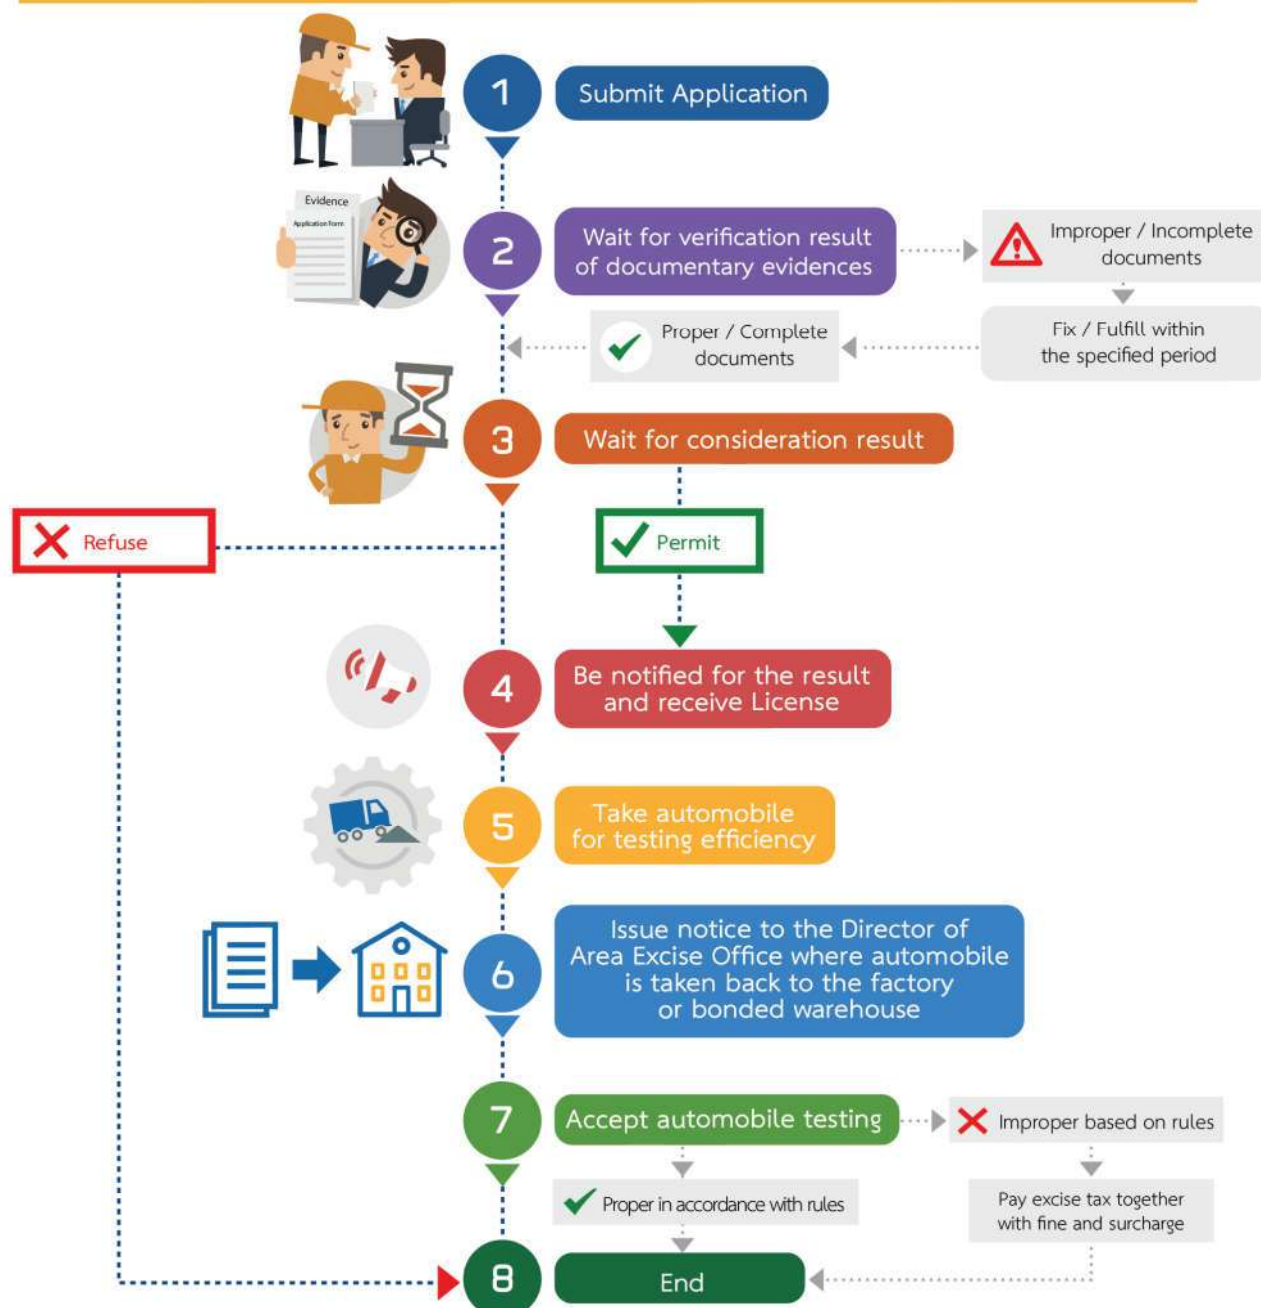 1
Submit Application
Evidence
Application Form
2
Wait for verification result
of documentary evidences
Improper / Incomplete
documents
Fix / Fulfill within
the specified period
Proper / Complete
documents
3
Wait for consideration result
Refuse
Permit
4
Be notified for the result
and receive License
5
Take automobile
for testing efficiency
6
Issue notice to the Director of
Area Excise Office where automobile
is taken back to the factory
or bonded warehouse
7
Accept automobile testing
Improper based on rules
Proper in accordance with rules
Pay excise tax together
with fine and surcharge
8
End